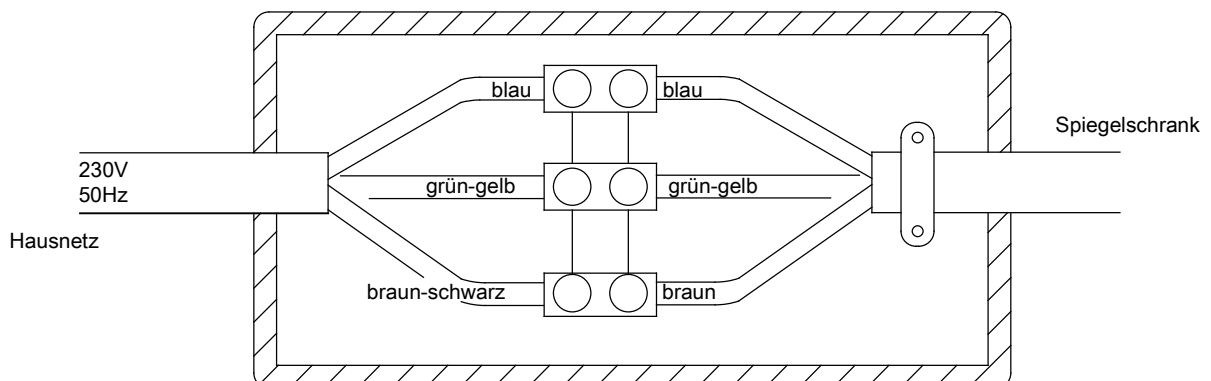 blau
blau
Spiegelschrank
230V
50Hz
grün-gelb
grün-gelb
Hausnetz
braun-schwarz
braun